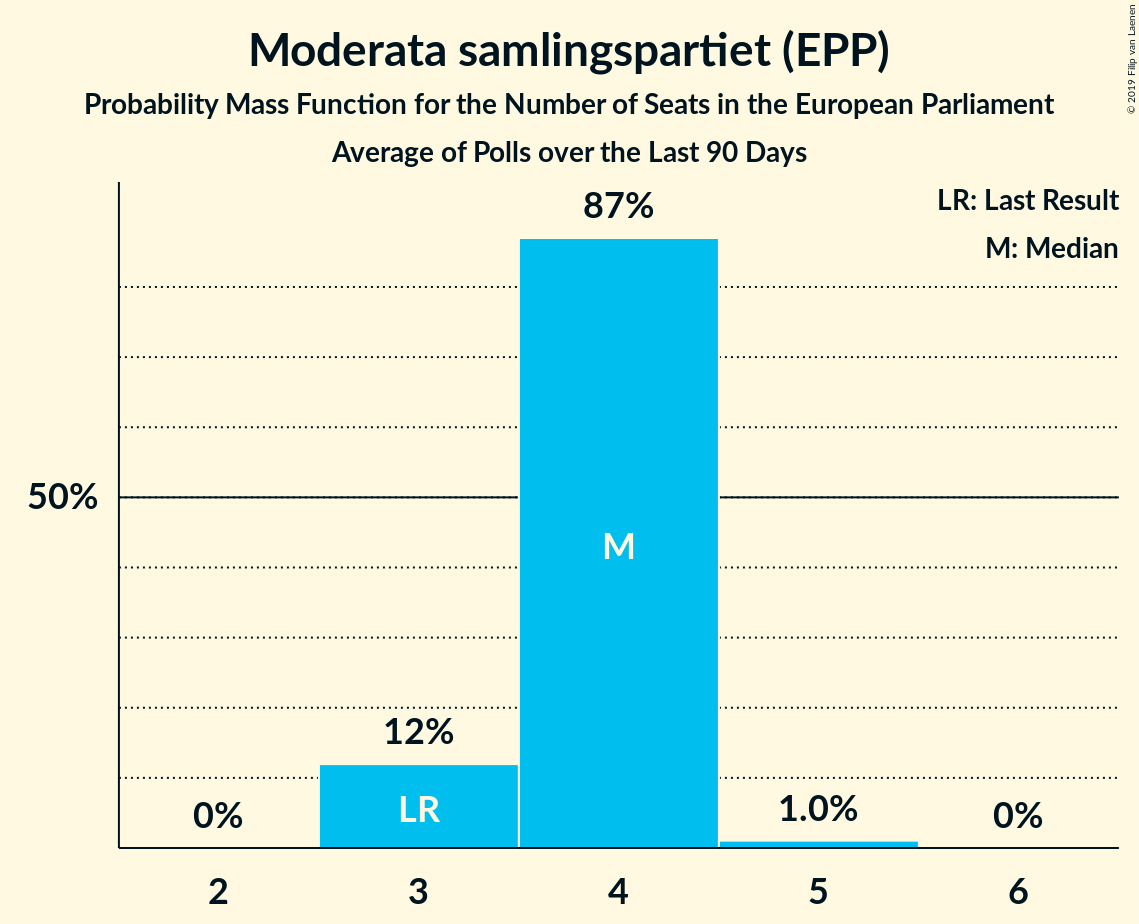 Moderata samlingspartiet (EPP)
Probability Mass Function for the Number of Seats in the European Parliament
Average of Polls over the Last 90 Days
© 2019 Filip van Laenen
LR: Last Result
M: Median
87%
50%
M
12%
LR
0%
1.0%
0%
2 3 4 5 6